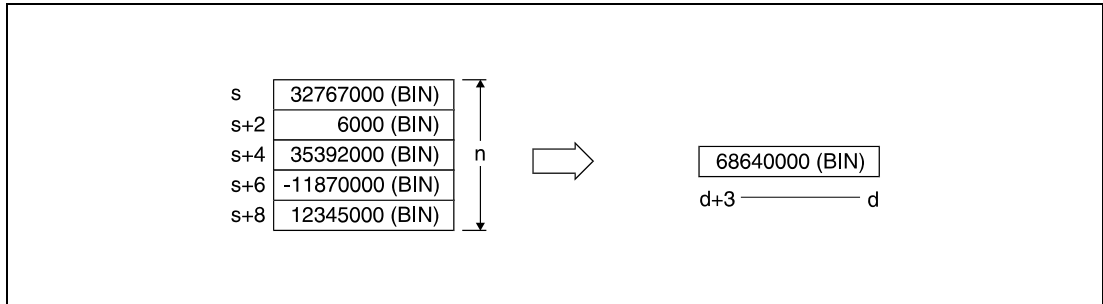 s 32767000 (BIN)
s+2 6000 (BIN)
s+4 35392000 (BIN)
s+6 -11870000 (BIN)
s+8 12345000 (BIN)
n
68640000 (BIN)
d+3 d